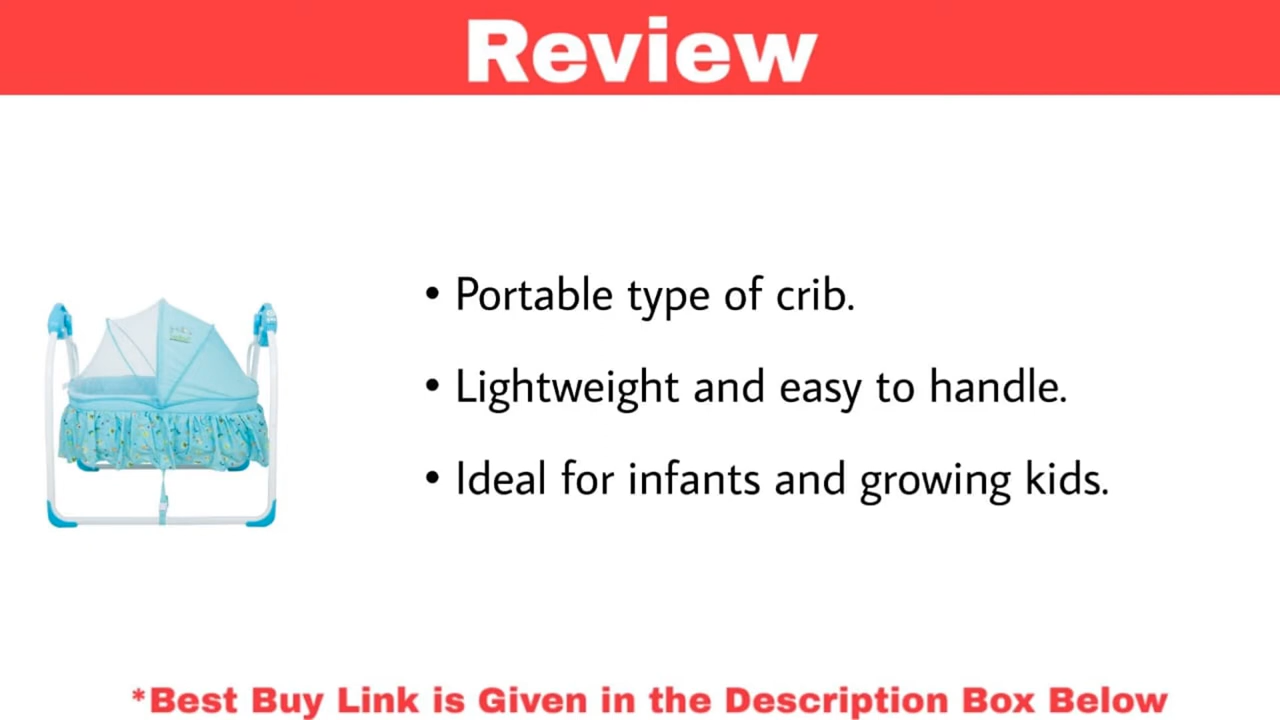 Review
• Portable type of crib.
• Lightweight and easy to handle.
• Ideal for infants and growing kids.
*Best Buy Link is Given in the Description Box Below